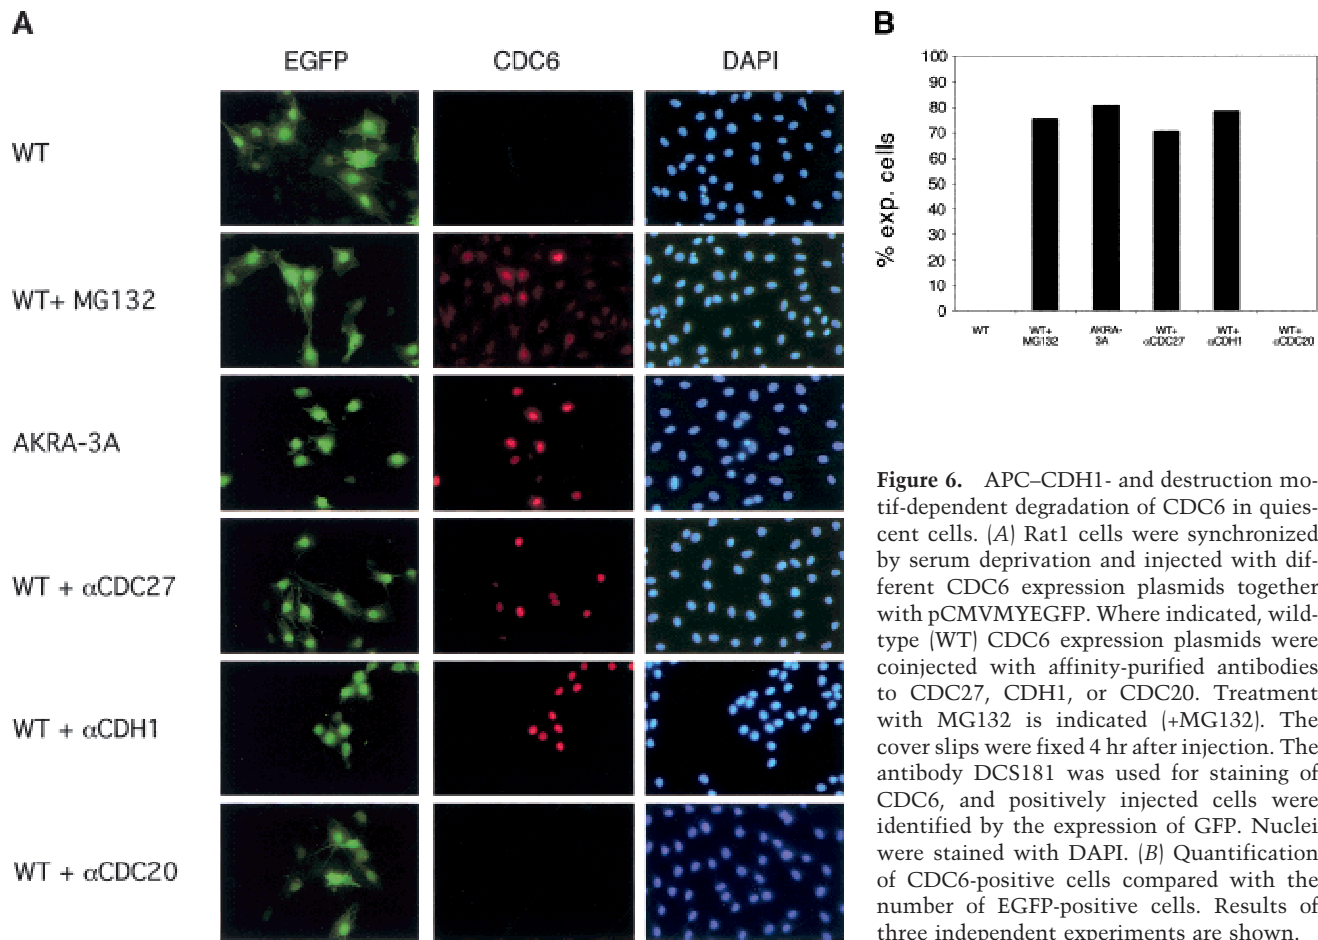 A
EGFP CDC6 DAPI
WT
WT+ MG132
AKRA-3A
WT + αCDC27
WT + αCDH1
WT + αCDC20
B
% exp. cells
100
90
80
70
60
50
40
30
20
10
0
WT WT+ MG132 AKRA-3A WT+ αCDC27 WT+ αCDH1 WT+ αCDC20
Figure 6. APC–CDH1- and destruction mo-
tif-dependent degradation of CDC6 in quies-
cent cells. (A) Rat1 cells were synchronized
by serum deprivation and injected with dif-
ferent CDC6 expression plasmids together
with pCMVMYEGFP. Where indicated, wild-
type (WT) CDC6 expression plasmids were
coinjected with affinity-purified antibodies
to CDC27, CDH1, or CDC20. Treatment
with MG132 is indicated (+MG132). The
cover slips were fixed 4 hr after injection. The
antibody DCS181 was used for staining of
CDC6, and positively injected cells were
identified by the expression of GFP. Nuclei
were stained with DAPI. (B) Quantification
of CDC6-positive cells compared with the
number of EGFP-positive cells. Results of
three independent experiments are shown.